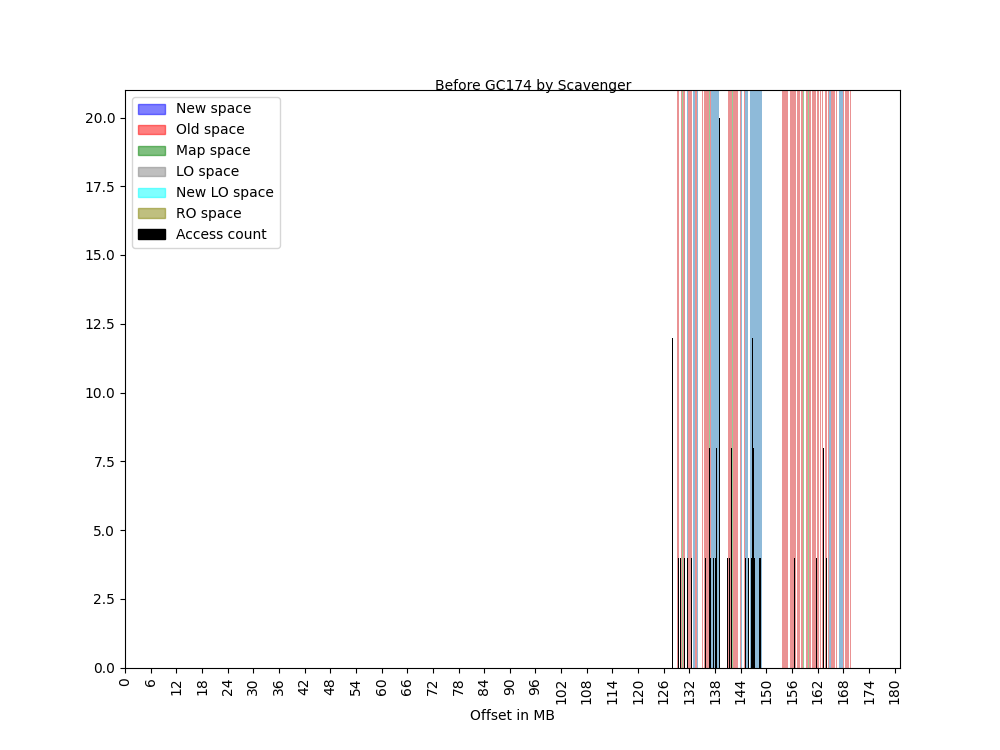 Before GC174 by Scavenger
New space
Old space
Map space
LO space
New LO space
RO space
Access count
20.0
17.5
15.0
12.5
10.0
7.5
5.0
2.5
0.0
0 6 12 18 24 30 36 42 48 54 60 66 72 78 84 90 96 102 108 114 120 126 132 138 144 150 156 162 168 174 180
Offset in MB